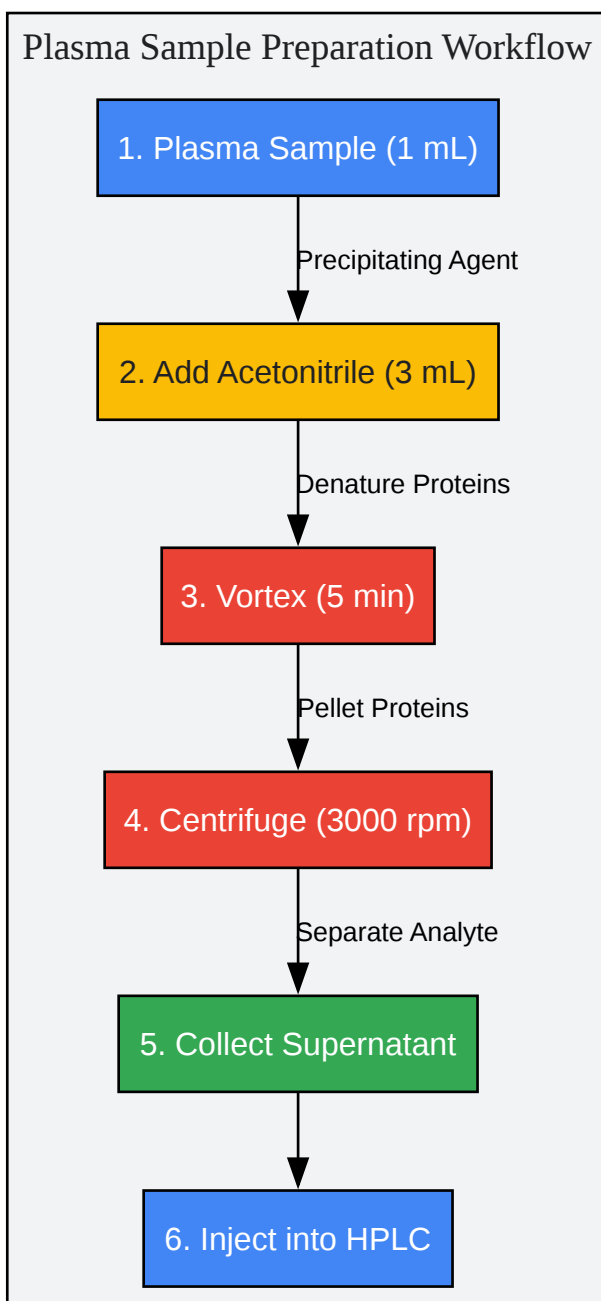 Plasma Sample Preparation Workflow
1. Plasma Sample (1 mL)
Precipitating Agent
2. Add Acetonitrile (3 mL)
Denature Proteins
3. Vortex (5 min)
Pellet Proteins
4. Centrifuge (3000 rpm)
Separate Analyte
5. Collect Supernatant
6. Inject into HPLC